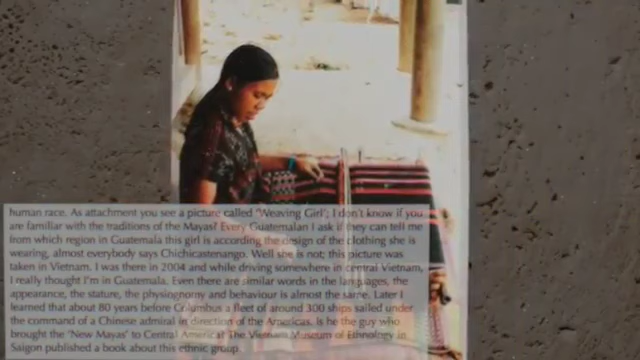 human race. As attachment you see a picture called 'Weaving Girl'; I don't know if you
are familiar with the traditions of the Mayas? Every Guatemalan I ask if they can tell me
from which region in Guatemala this girl is according the design of the clothing she is
wearing, almost everybody says Chichicastenango. Well she is not; this picture was
taken in Vietnam. I was there in 2004 and while driving somewhere in central Vietnam,
I really thought I'm in Guatemala. Even there are similar words in the languages, the
appearance, the stature, the physingnomy and behaviour is almost the same. Later I
learned that about 80 years before Columbus a fleet of around 300 ships sailed under
the command of a Chinese admiral in direction of the Americas. Is he the guy who
brought the 'New Mayas' to Central America? The Vietnam Museum of Ethnology in
Saigon published a book about this ethnic group.